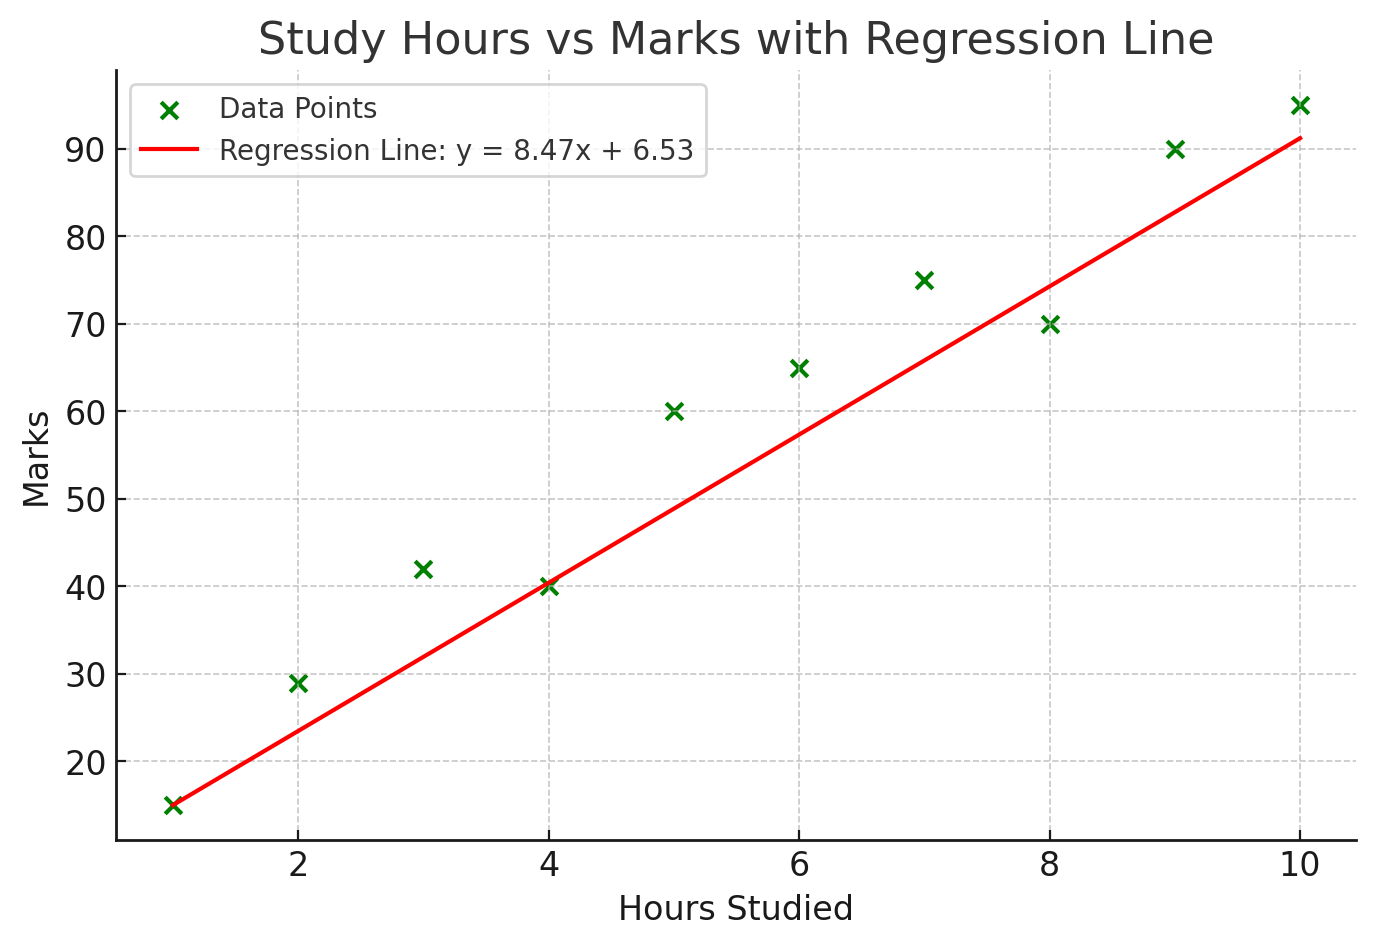 Study Hours vs Marks with Regression Line
Data Points
Regression Line: y = 8.47x + 6.53
90
80
70
60
50
40
30
20
Marks
2 4 6 8 10
Hours Studied